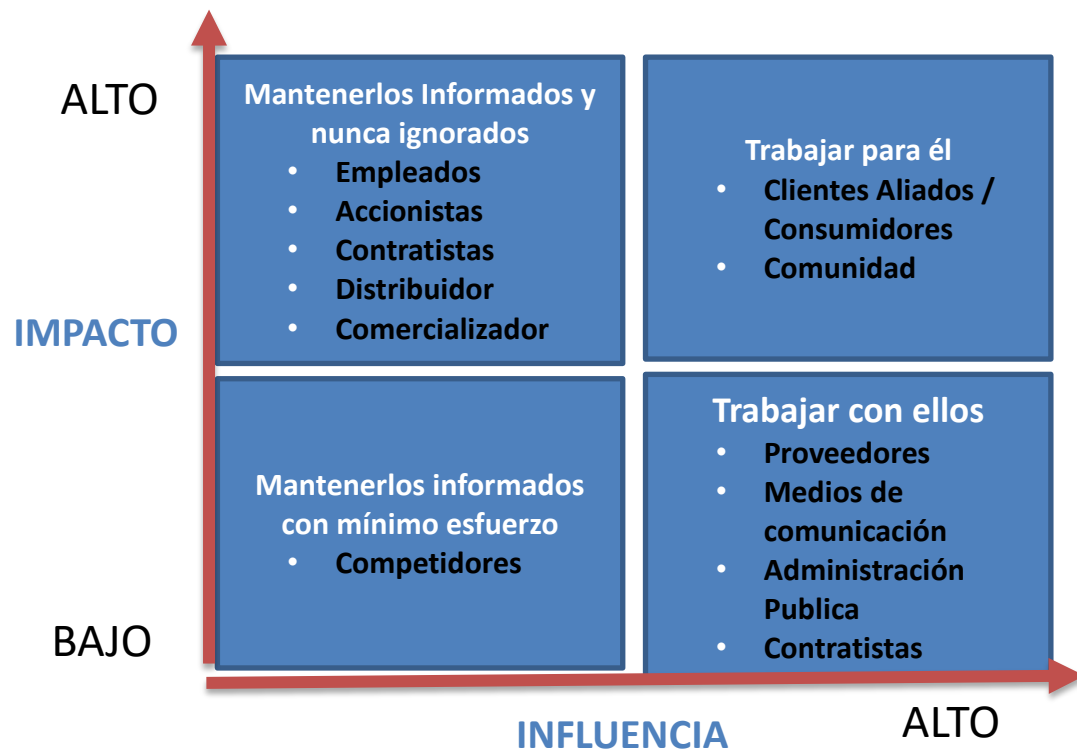 ALTO
Mantenerlos Informados y
nunca ignorados
• Empleados
• Accionistas
• Contratistas
• Distribuidor
• Comercializador
Trabajar para él
• Clientes Aliados /
Consumidores
• Comunidad
IMPACTO
Mantenerlos informados
con mínimo esfuerzo
• Competidores
Trabajar con ellos
• Proveedores
• Medios de
comunicación
• Administración
Publica
• Contratistas
BAJO
INFLUENCIA
ALTO